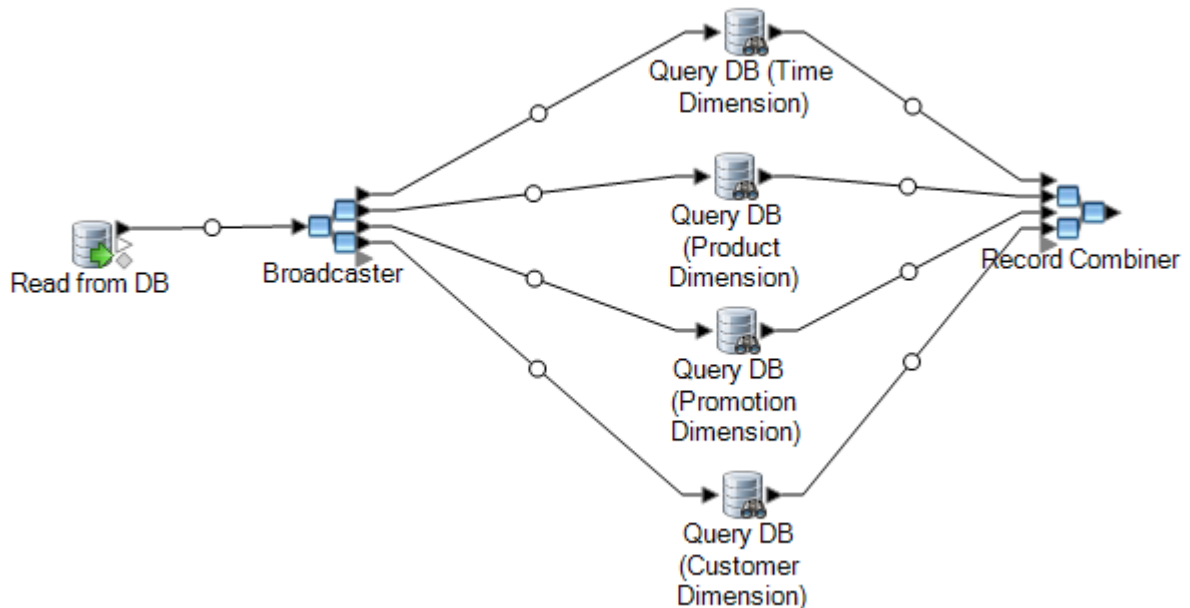 Query DB (Time
Dimension)
Read from DB
Broadcaster
Query DB
(Product
Dimension)
Record Combiner
Query DB
(Promotion
Dimension)
Query DB
(Customer
Dimension)